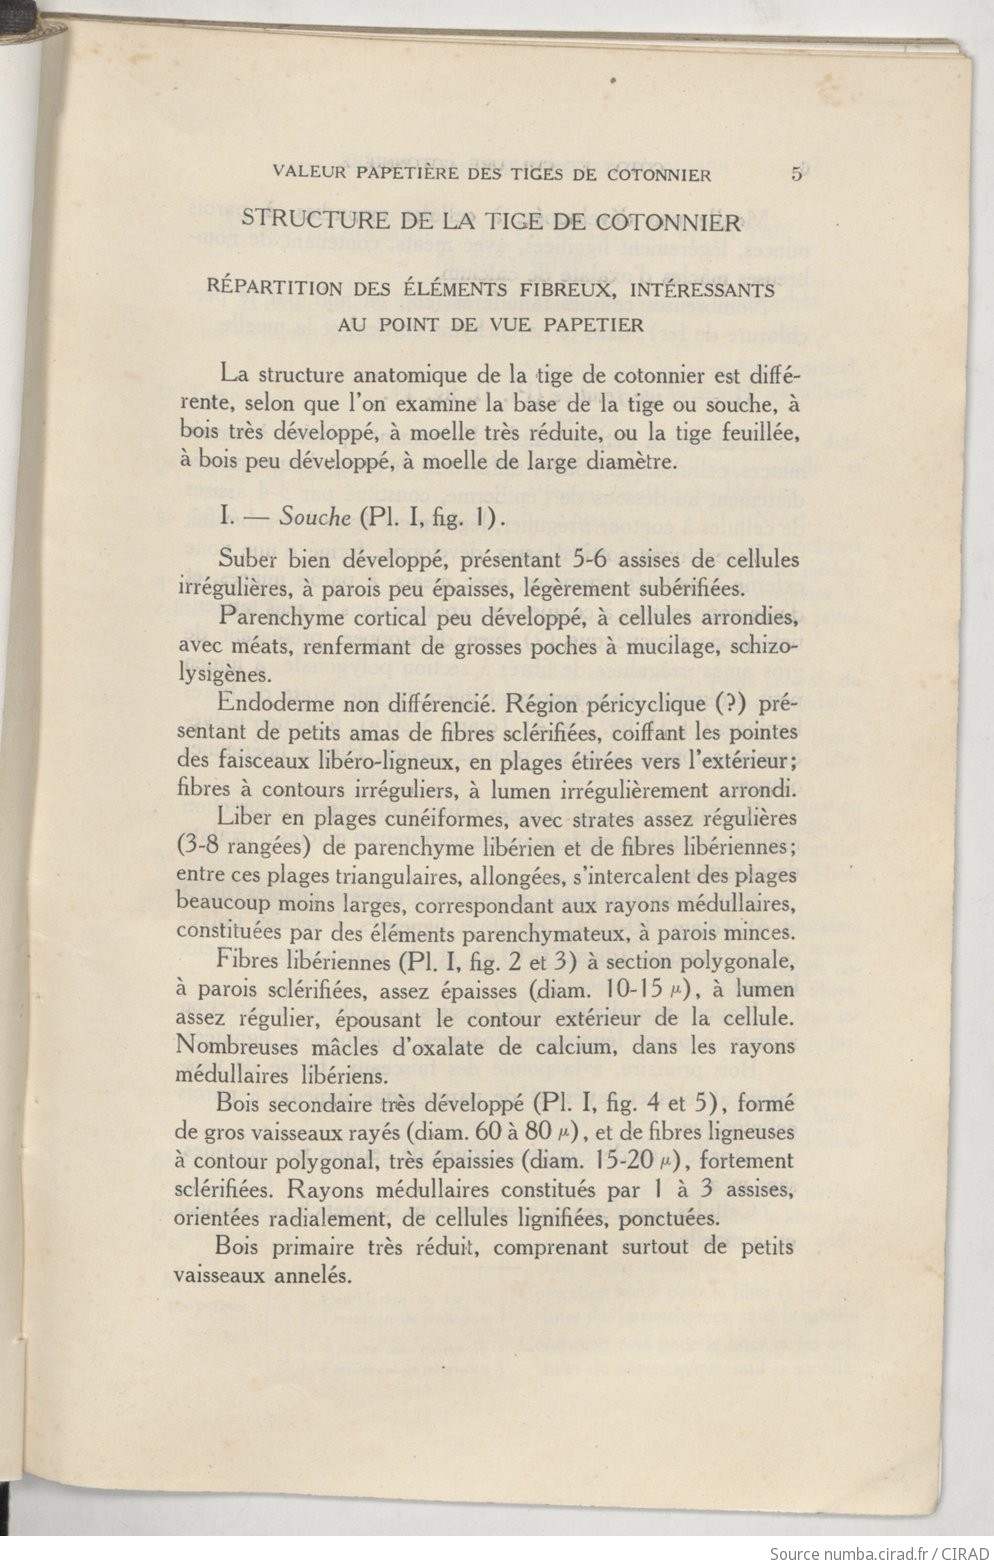 VALEUR PAPETIÈRE DES TIGES DE COTONNIER 5
STRUCTURE DE LA TIGE DE COTONNIER
RÉPARTITION DES ÉLÉMENTS FIBREUX, INTÉRESSANTS
AU POINT DE VUE PAPETIER
La structure anatomique de la tige de cotonnier est diffé-
rente, selon que l'on examine la base de la tige ou souche, à
bois très développé, à moelle très réduite, ou la tige feuillée,
à bois peu développé, à moelle de large diamètre.
I. — Souche (Pl. I, fig. 1).
Suber bien développé, présentant 5-6 assises de cellules
irrégulières, à parois peu épaisses, légèrement subérifiées.
Parenchyme cortical peu développé, à cellules arrondies,
avec méats, renfermant de grosses poches à mucilage, schizo-
lysigènes.
Endoderme non différencié. Région péricyclique (?) pré-
sentant de petits amas de fibres sclérifiées, coiffant les pointes
des faisceaux libéro-ligneux, en plages étirées vers l'extérieur;
fibres à contours irréguliers, à lumen irrégulièrement arrondi.
Liber en plages cunéiformes, avec strates assez régulières
(3-8 rangées) de parenchyme libérien et de fibres libériennes;
entre ces plages triangulaires, allongées, s'intercalent des plages
beaucoup moins larges, correspondant aux rayons médullaires,
constituées par des éléments parenchymateux, à parois minces.
Fibres libériennes (Pl. I, fig. 2 et 3) à section polygonale,
à parois sclérifiées, assez épaisses (diam. 10-15 μ), à lumen
assez régulier, épousant le contour extérieur de la cellule.
Nombreuses mâcles d'oxalate de calcium, dans les rayons
médullaires libériens.
Bois secondaire très développé (Pl. I, fig. 4 et 5), formé
de gros vaisseaux rayés (diam. 60 à 80 μ), et de fibres ligneuses
à contour polygonal, très épaissies (diam. 15-20 μ), fortement
sclérifiées. Rayons médullaires constitués par 1 à 3 assises,
orientées radialement, de cellules lignifiées, ponctuées.
Bois primaire très réduit, comprenant surtout de petits
vaisseaux annelés.
Source numba.cirad.fr / CIRAD